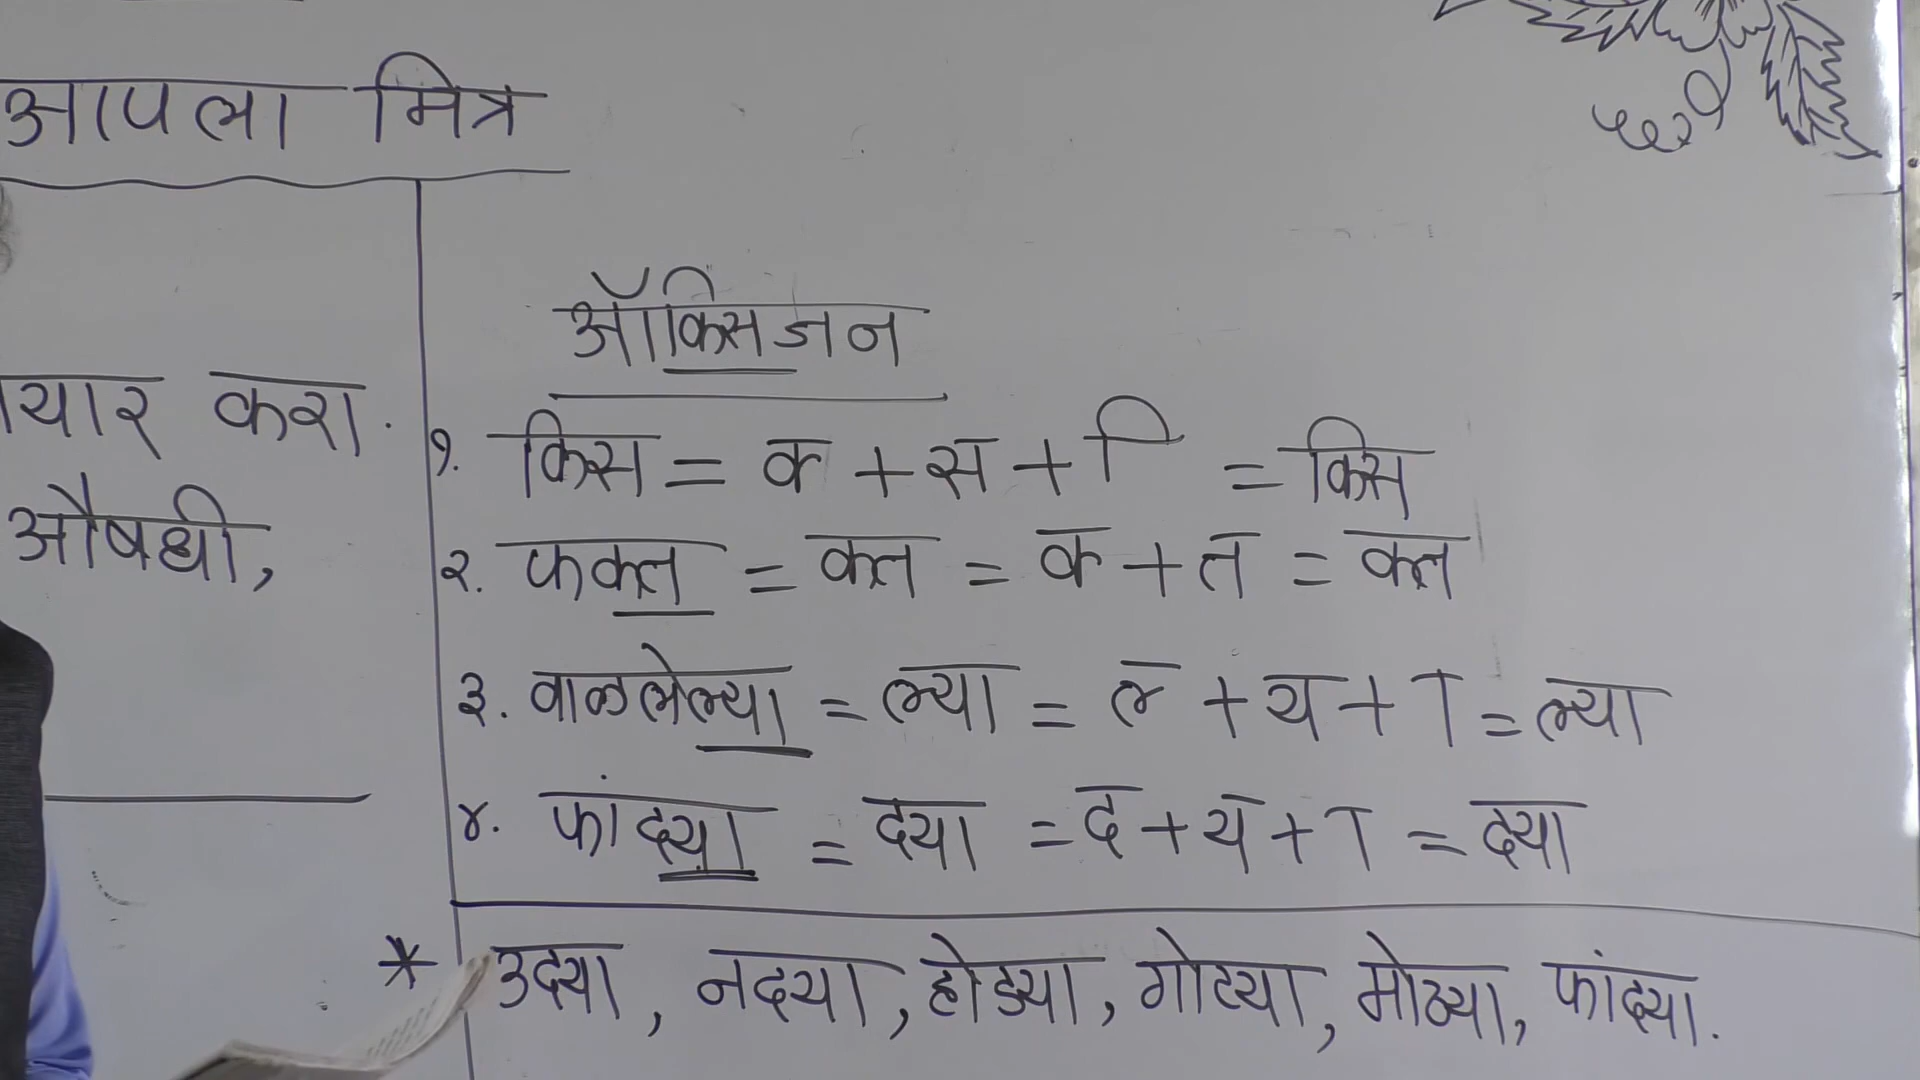 आपला मित्र
यार करा.
औषधी,
ऑक्सिजन
१. क्सि = क + स + ि = क्सि
२. फक्त = क्त = क + त = क्त
३. वाळलेल्या = ल्या = ल + य + ा = ल्या
४. फांद्या = द्या = द + य + ा = द्या
* उद्या, नद्या, होड्या, गोट्या, मोठ्या, फांद्या.